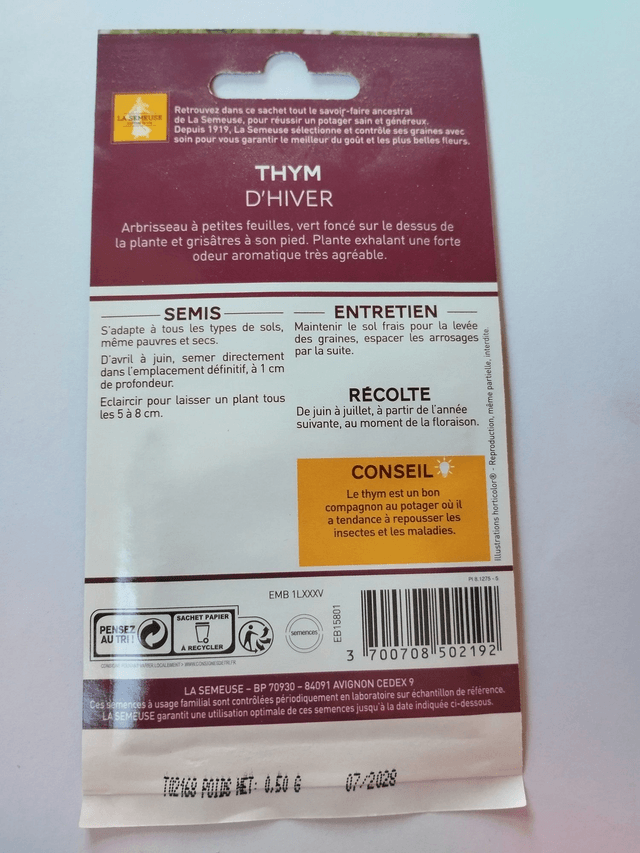 LA SEMEUSE
Retrouvez dans ce sachet tout le savoir-faire ancestral
de La Semeuse, pour réussir un potager sain et généreux.
Depuis 1919, La Semeuse sélectionne et contrôle ses graines avec
soin pour vous garantir le meilleur du goût et les plus belles fleurs.
THYM
D'HIVER
Arbrisseau à petites feuilles, vert foncé sur le dessus de
la plante et grisâtres à son pied. Plante exhalant une forte
odeur aromatique très agréable.
SEMIS
S'adapte à tous les types de sols,
même pauvres et secs.
D'avril à juin, semer directement
dans l'emplacement définitif, à 1 cm
de profondeur.
Eclaircir pour laisser un plant tous
les 5 à 8 cm.
ENTRETIEN
Maintenir le sol frais pour la levée
des graines, espacer les arrosages
par la suite.
RÉCOLTE
De juin à juillet, à partir de l'année
suivante, au moment de la floraison.
CONSEIL
Le thym est un bon
compagnon au potager où il
a tendance à repousser les
insectes et les maladies.
Illustrations horticolor® - Reproduction, même partielle, interdite.
PI 8.1275 - S
EMB 1LXXXV
PENSEZ
AU TRI !
SACHET PAPIER
À RECYCLER
semences
EB15801
3 700708 502192
LA SEMEUSE – BP 70930 – 84091 AVIGNON CEDEX 9
Ces semences à usage familial sont contrôlées périodiquement en laboratoire sur échantillon de référence.
LA SEMEUSE garantit une utilisation optimale de ces semences jusqu'à la date indiquée ci-dessous.
T02168 POIDS NET: 0,50 G 07/2028